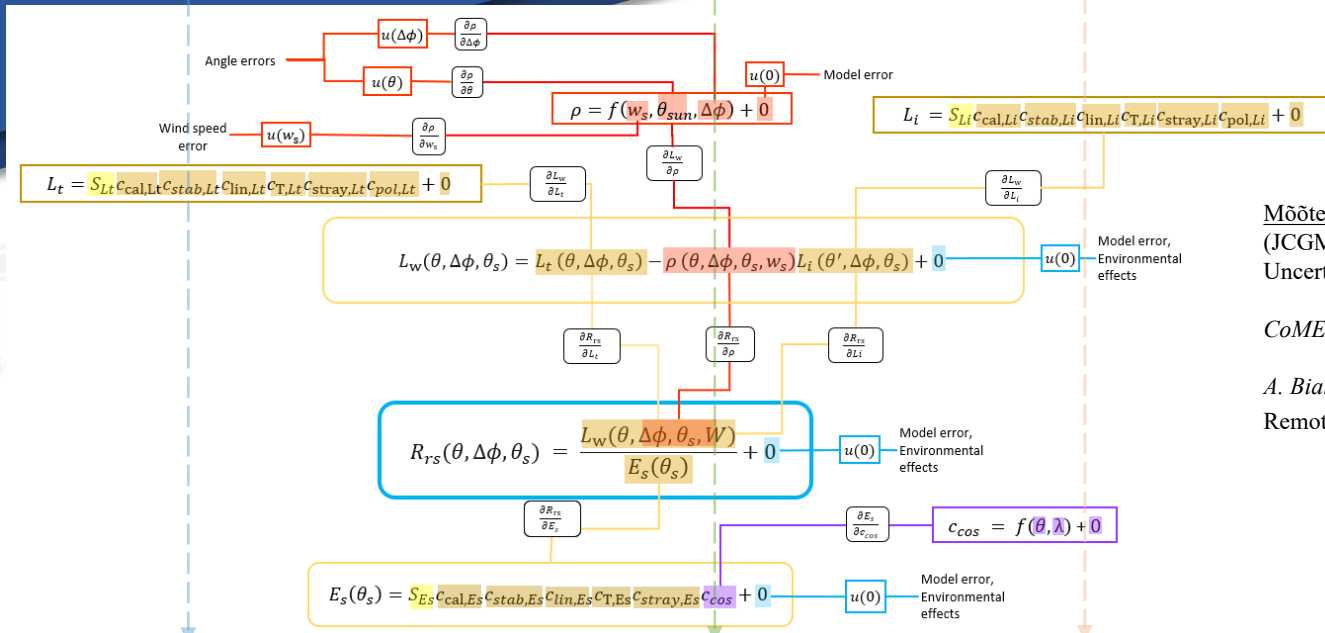 u(Δϕ)
∂ρ/∂Δϕ
Angle errors
u(θ)
∂ρ/∂θ
u(0)
Model error
ρ = f(w_s, θ_sun, Δϕ) + 0
L_i = S_Li c_cal,Li c_stab,Li c_lin,Li c_T,Li c_stray,Li c_pol,Li + 0
Wind speed
error
u(w_s)
∂ρ/∂w_s
∂L_w/∂ρ
L_t = S_Lt c_cal,Lt c_stab,Lt c_lin,Lt c_T,Lt c_stray,Lt c_pol,Lt + 0
∂L_w/∂L_t
∂L_w/∂L_i
L_w(θ, Δϕ, θ_s) = L_t (θ, Δϕ, θ_s) − ρ (θ, Δϕ, θ_s, w_s) L_i (θ′, Δϕ, θ_s) + 0
u(0)
Model error,
Environmental
effects
Mõõte
(JCGM
Uncert
CoME
A. Bia
Remot
∂R_rs/∂L_t
∂R_rs/∂ρ
∂R_rs/∂Li
R_rs(θ, Δϕ, θ_s) = L_w(θ, Δϕ, θ_s, W)/E_s(θ_s) + 0
u(0)
Model error,
Environmental
effects
∂R_rs/∂E_s
∂E_s/∂c_cos
c_cos = f(θ, λ) + 0
E_s(θ_s) = S_Es c_cal,Es c_stab,Es c_lin,Es c_T,Es c_stray,Es c_cos + 0
u(0)
Model error,
Environmental
effects